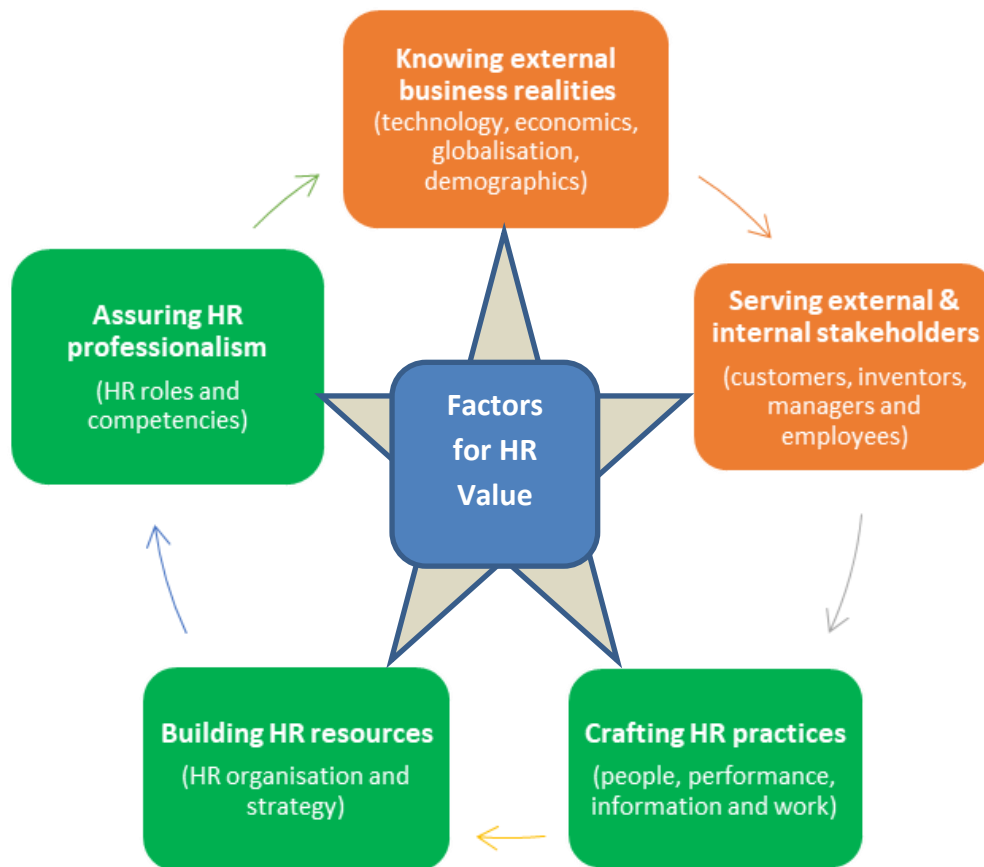 Knowing external
business realities
(technology, economics,
globalisation,
demographics)
Serving external &
internal stakeholders
(customers, inventors,
managers and
employees)
Crafting HR practices
(people, performance,
information and work)
Building HR resources
(HR organisation and
strategy)
Assuring HR
professionalism
(HR roles and
competencies)
Factors
for HR
Value